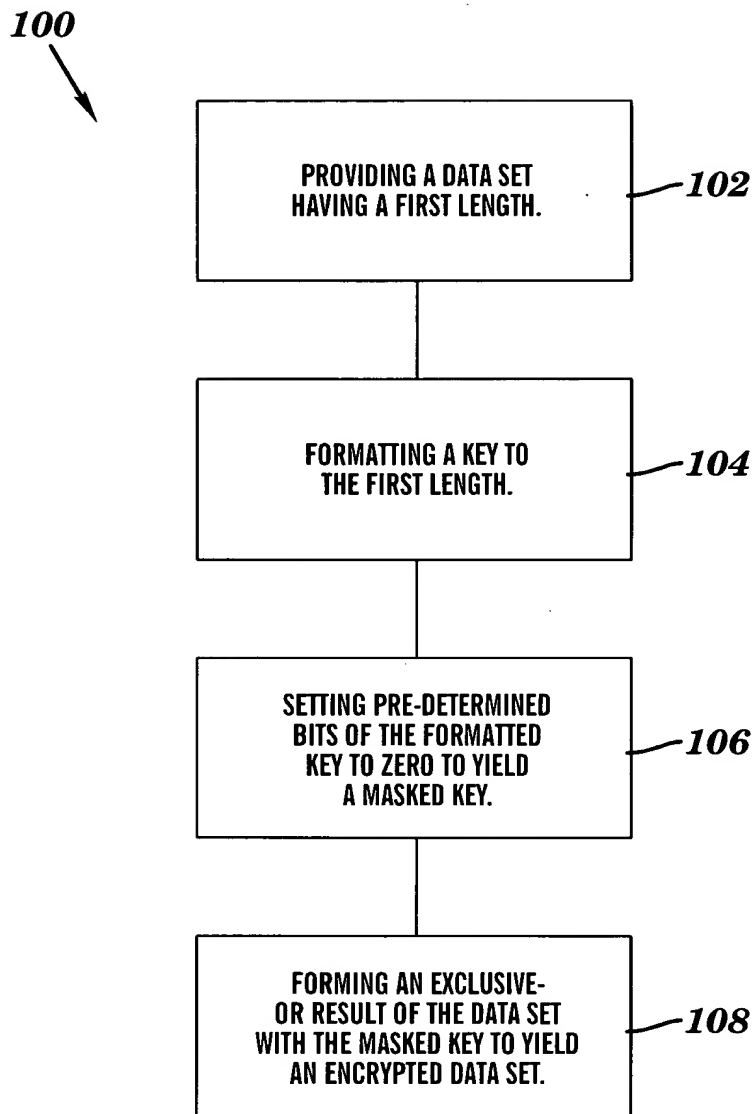 100
PROVIDING A DATA SET
HAVING A FIRST LENGTH.
102
FORMATTING A KEY TO
THE FIRST LENGTH.
104
SETTING PRE-DETERMINED
BITS OF THE FORMATTED
KEY TO ZERO TO YIELD
A MASKED KEY.
106
FORMING AN EXCLUSIVE-
OR RESULT OF THE DATA SET
WITH THE MASKED KEY TO YIELD
AN ENCRYPTED DATA SET.
108